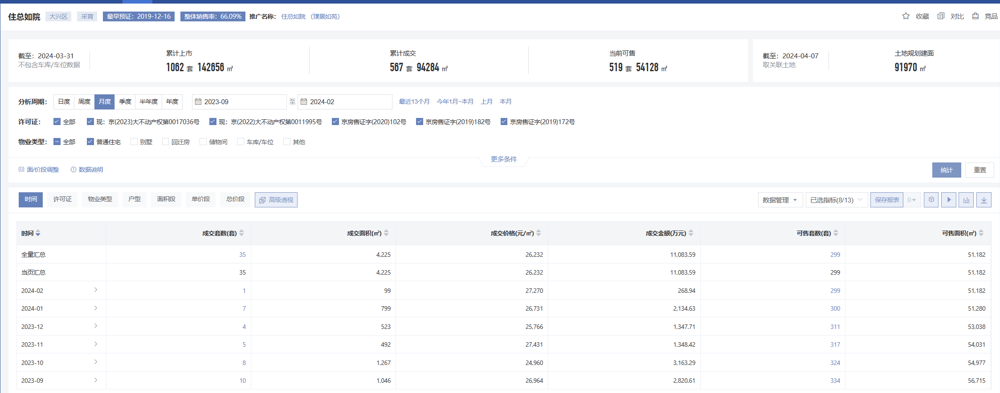 住总如院 大兴区 采育 最早预证：2019-12-16 整体销售率：66.09% 推广名称： 住总如院 （璞景如苑） 收藏 对比 竞品
截至：2024-03-31
不包含车库/车位数据
累计上市
1062 套 142656 ㎡
累计成交
567 套 94284 ㎡
当前可售
519 套 54128 ㎡
截至：2024-04-07
取关联土地
土地规划建面
91970 ㎡
分析周期： 日度 周度 月度 季度 半年度 年度 2023-09 至 2024-02 最近13个月 今年1月~本月 上月 本月
许可证： 全部 现：京(2023)大不动产权第0017036号 现：京(2022)大不动产权第0011995号 京房售证字(2020)102号 京房售证字(2019)182号 京房售证字(2019)172号
物业类型： 全部 普通住宅 别墅 回迁房 储物间 车库/车位 其他
更多条件
面/价段调整 数据说明 统计 重置
时间 许可证 物业类型 户型 面积段 单价段 总价段 高级透视 数据管理 已选指标(8/13) 保存报表 0
时间 成交套数(套) 成交面积(㎡) 成交价格(元/㎡) 成交金额(万元) 可售套数(套) 可售面积(㎡)
全量汇总 35 4,225 26,232 11,083.59 299 51,182
当页汇总 35 4,225 26,232 11,083.59 299 51,182
2024-02 1 99 27,270 268.94 299 51,182
2024-01 7 799 26,731 2,134.63 300 51,280
2023-12 4 523 25,766 1,347.71 311 53,038
2023-11 5 492 27,431 1,348.42 317 54,031
2023-10 8 1,267 24,960 3,163.29 324 54,977
2023-09 10 1,046 26,964 2,820.61 334 56,715